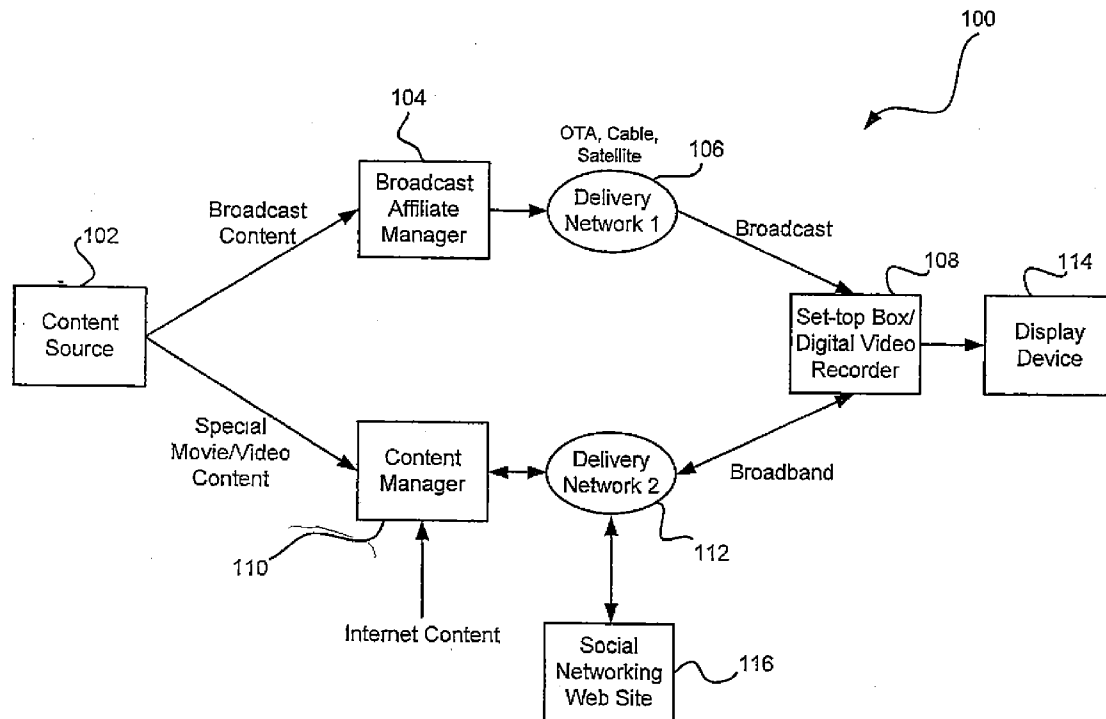 100
104
OTA, Cable,
Satellite
106
Broadcast
Affiliate
Manager
Delivery
Network 1
Broadcast
Content
Broadcast
102
108
114
Content
Source
Set-top Box/
Digital Video
Recorder
Display
Device
Special
Movie/Video
Content
Content
Manager
Delivery
Network 2
Broadband
110
112
Internet Content
Social
Networking
Web Site
116